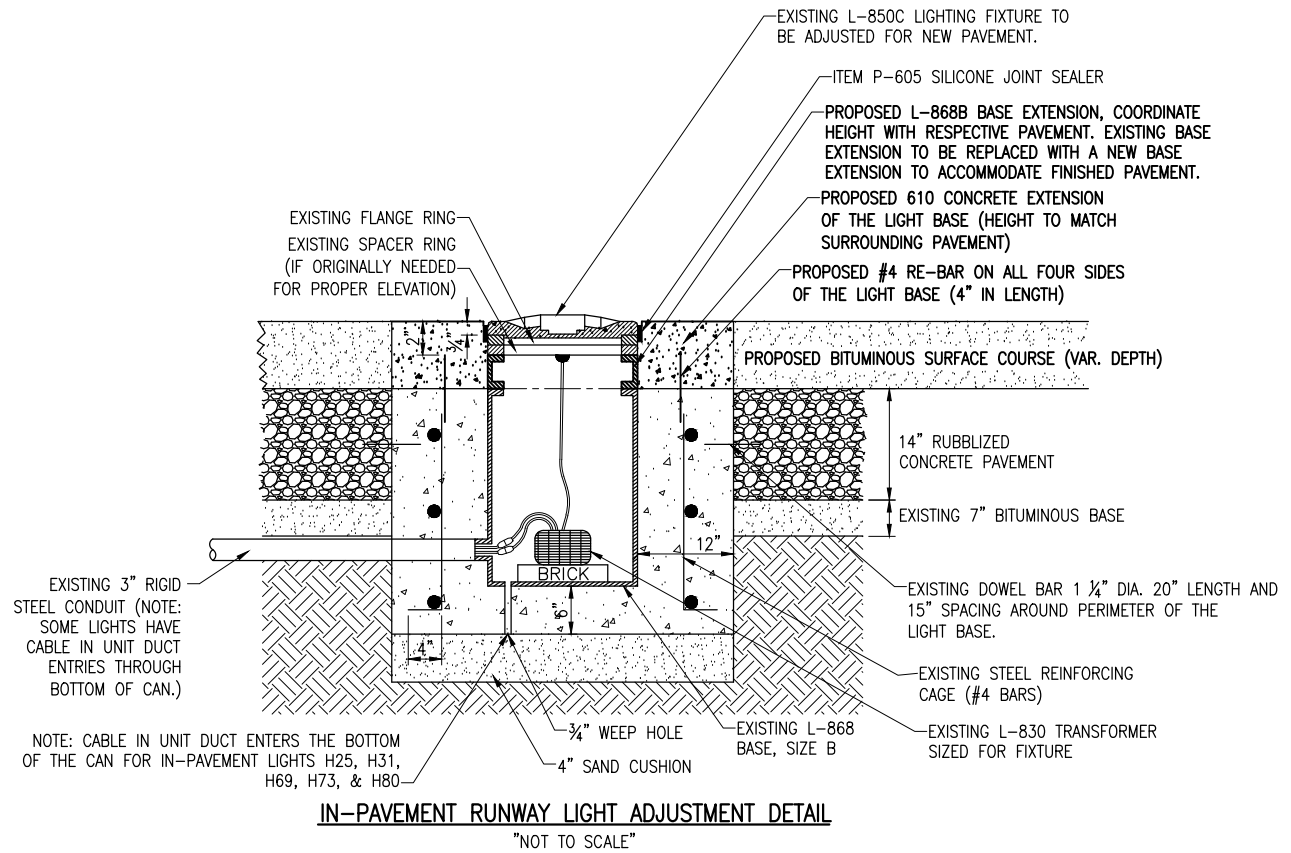 EXISTING L-850C LIGHTING FIXTURE TO
BE ADJUSTED FOR NEW PAVEMENT.
ITEM P-605 SILICONE JOINT SEALER
PROPOSED L-868B BASE EXTENSION, COORDINATE
HEIGHT WITH RESPECTIVE PAVEMENT. EXISTING BASE
EXTENSION TO BE REPLACED WITH A NEW BASE
EXTENSION TO ACCOMMODATE FINISHED PAVEMENT.
PROPOSED 610 CONCRETE EXTENSION
OF THE LIGHT BASE (HEIGHT TO MATCH
SURROUNDING PAVEMENT)
PROPOSED #4 RE-BAR ON ALL FOUR SIDES
OF THE LIGHT BASE (4" IN LENGTH)
EXISTING FLANGE RING
EXISTING SPACER RING
(IF ORIGINALLY NEEDED
FOR PROPER ELEVATION)
2"
¾"
PROPOSED BITUMINOUS SURFACE COURSE (VAR. DEPTH)
14" RUBBLIZED
CONCRETE PAVEMENT
EXISTING 7" BITUMINOUS BASE
12"
BRICK
6"
4"
EXISTING 3" RIGID
STEEL CONDUIT (NOTE:
SOME LIGHTS HAVE
CABLE IN UNIT DUCT
ENTRIES THROUGH
BOTTOM OF CAN.)
EXISTING DOWEL BAR 1 ¼" DIA. 20" LENGTH AND
15" SPACING AROUND PERIMETER OF THE
LIGHT BASE.
EXISTING STEEL REINFORCING
CAGE (#4 BARS)
EXISTING L-830 TRANSFORMER
SIZED FOR FIXTURE
EXISTING L-868
BASE, SIZE B
¾" WEEP HOLE
4" SAND CUSHION
NOTE: CABLE IN UNIT DUCT ENTERS THE BOTTOM
OF THE CAN FOR IN-PAVEMENT LIGHTS H25, H31,
H69, H73, & H80
IN-PAVEMENT RUNWAY LIGHT ADJUSTMENT DETAIL
"NOT TO SCALE"